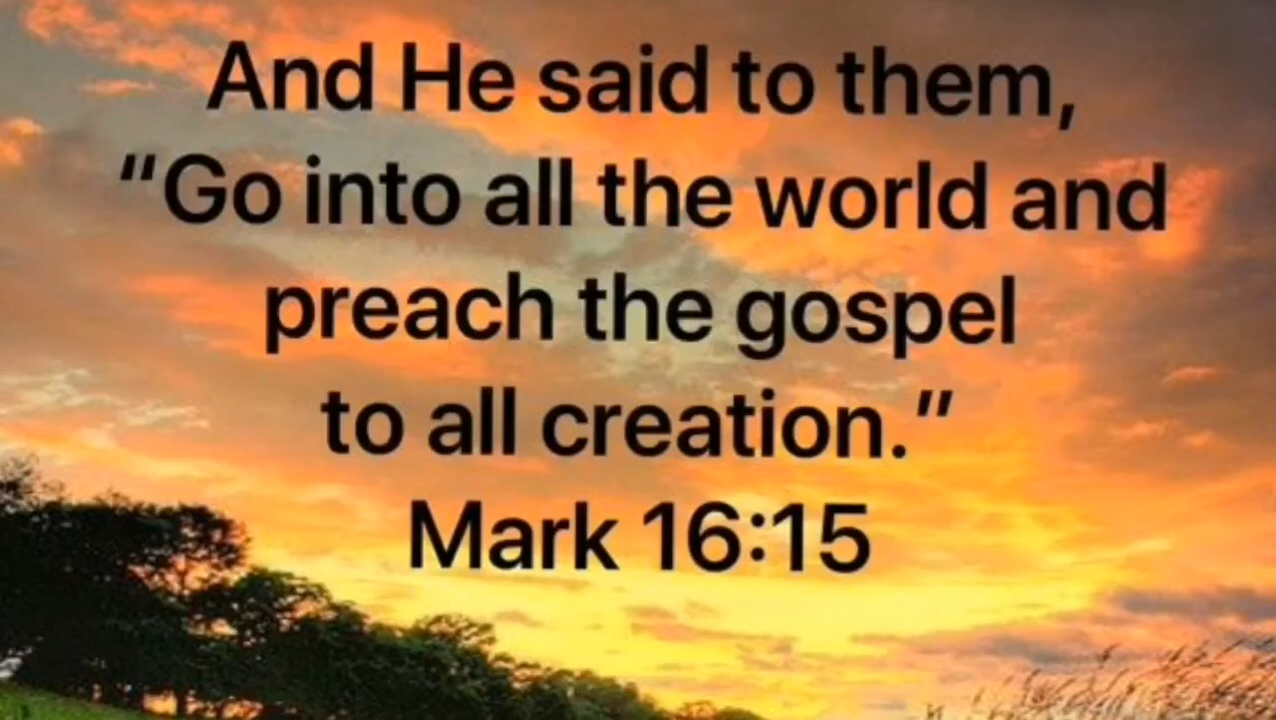 And He said to them,
“Go into all the world and
preach the gospel
to all creation.”
Mark 16:15